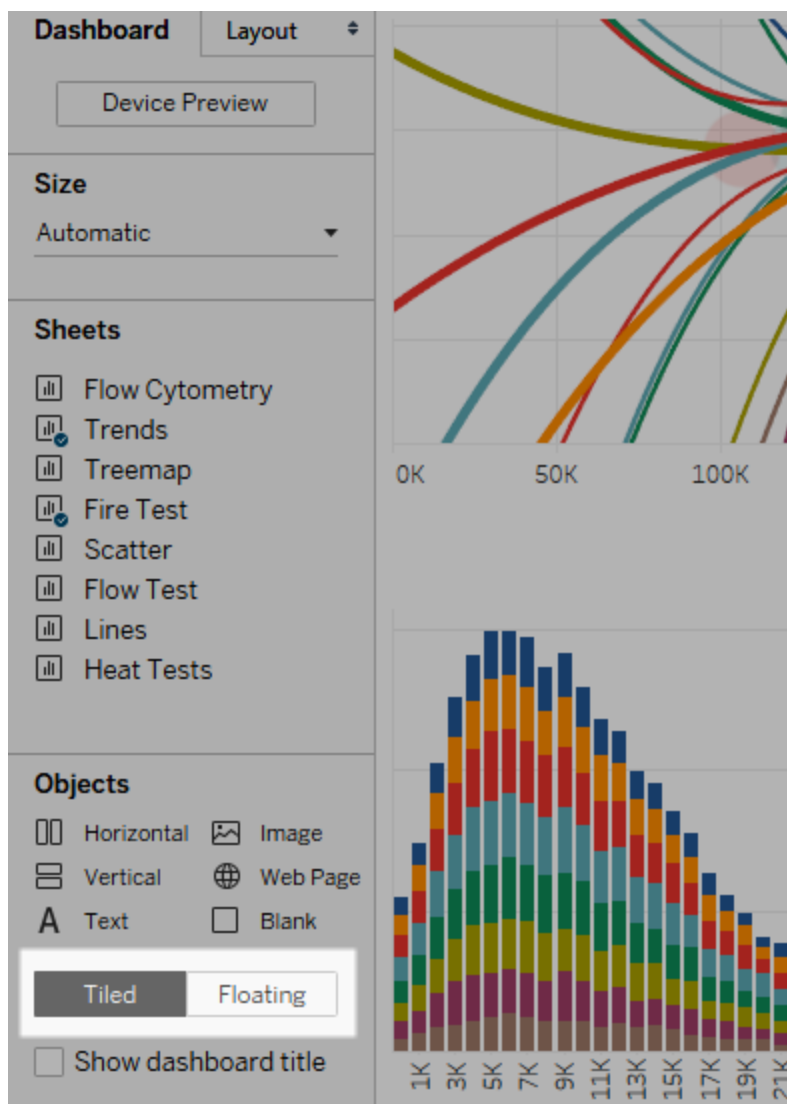 Dashboard Layout
Device Preview
Size
Automatic
Sheets
Flow Cytometry
Trends
Treemap
Fire Test
Scatter
Flow Test
Lines
Heat Tests
Objects
Horizontal Image
Vertical Web Page
A Text Blank
Tiled Floating
Show dashboard title
0K 50K 100K
1K 3K 5K 7K 9K 11K 13K 15K 17K 19K 21K